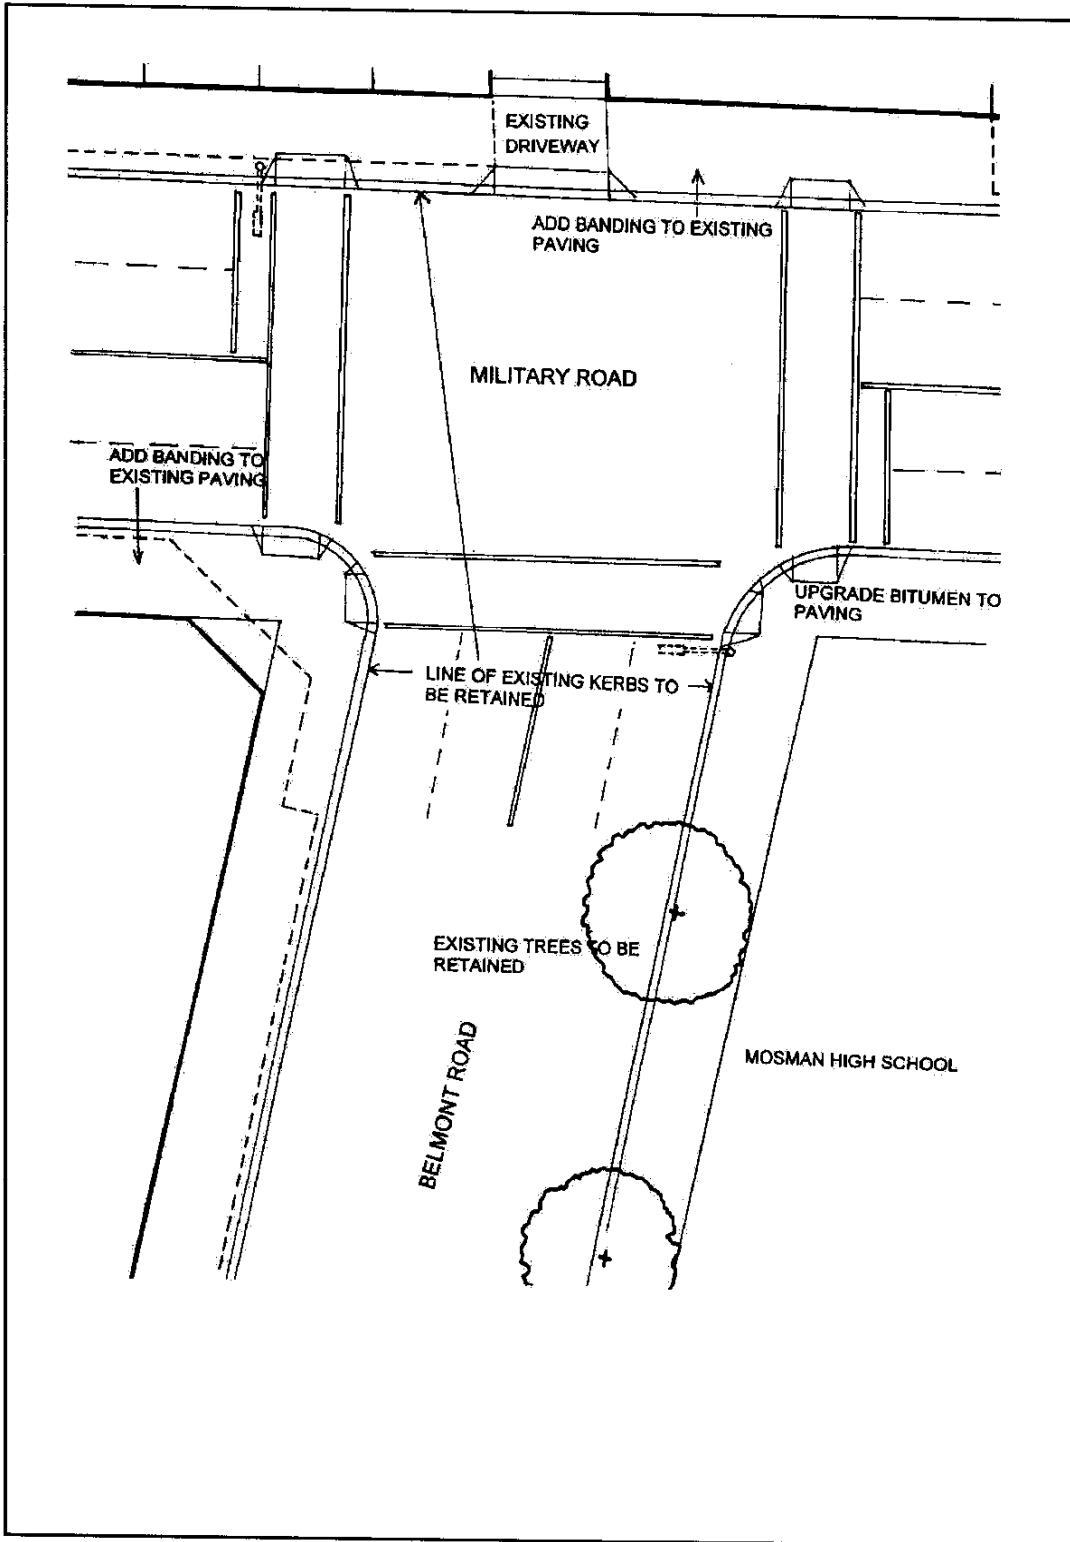 EXISTING
DRIVEWAY
ADD BANDING TO EXISTING
PAVING
MILITARY ROAD
ADD BANDING TO
EXISTING PAVING
UPGRADE BITUMEN TO
PAVING
LINE OF EXISTING KERBS TO
BE RETAINED
EXISTING TREES TO BE
RETAINED
BELMONT ROAD
MOSMAN HIGH SCHOOL